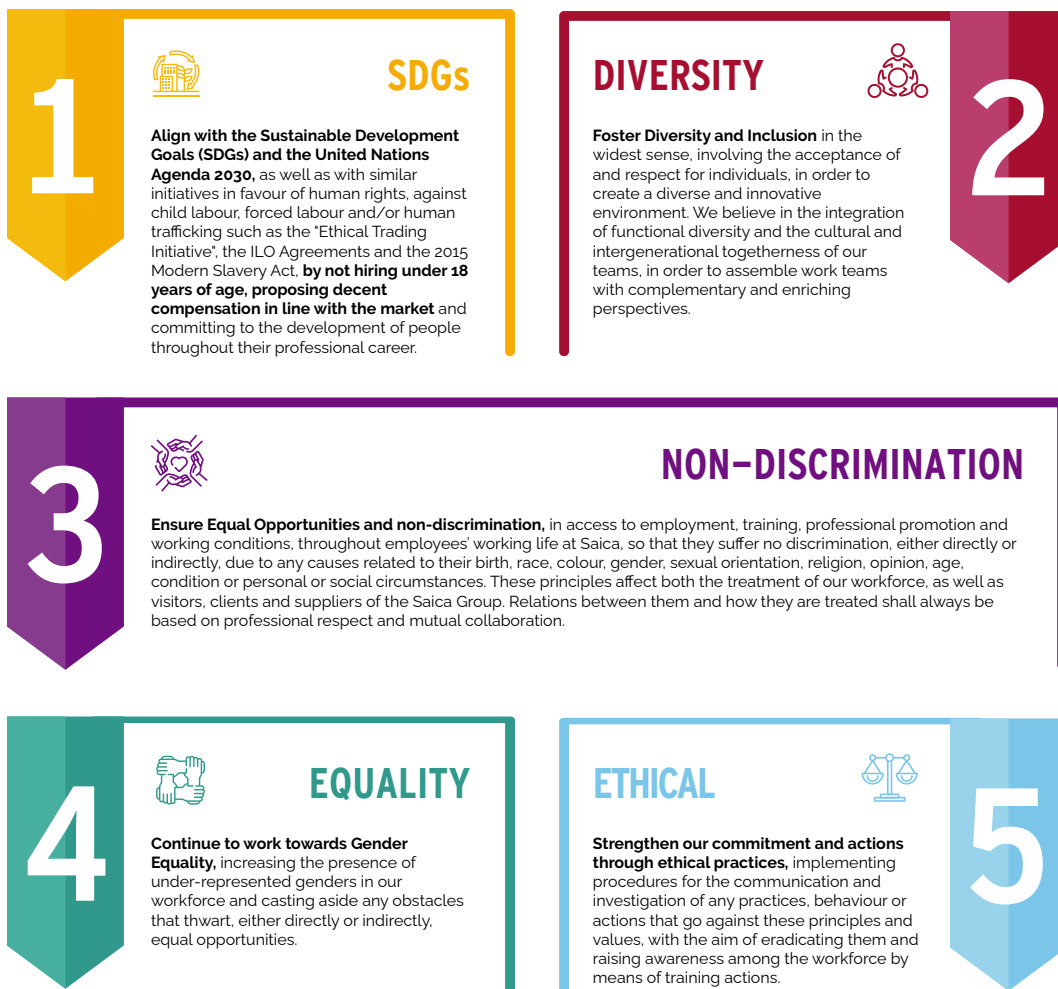 1
SDGs
Align with the Sustainable Development
Goals (SDGs) and the United Nations
Agenda 2030, as well as with similar
initiatives in favour of human rights, against
child labour, forced labour and/or human
trafficking such as the "Ethical Trading
Initiative", the ILO Agreements and the 2015
Modern Slavery Act, by not hiring under 18
years of age, proposing decent
compensation in line with the market and
committing to the development of people
throughout their professional career.
DIVERSITY
2
Foster Diversity and Inclusion in the
widest sense, involving the acceptance of
and respect for individuals, in order to
create a diverse and innovative
environment. We believe in the integration
of functional diversity and the cultural and
intergenerational togetherness of our
teams, in order to assemble work teams
with complementary and enriching
perspectives.
3
NON-DISCRIMINATION
Ensure Equal Opportunities and non-discrimination, in access to employment, training, professional promotion and
working conditions, throughout employees' working life at Saica, so that they suffer no discrimination, either directly or
indirectly, due to any causes related to their birth, race, colour, gender, sexual orientation, religion, opinion, age,
condition or personal or social circumstances. These principles affect both the treatment of our workforce, as well as
visitors, clients and suppliers of the Saica Group. Relations between them and how they are treated shall always be
based on professional respect and mutual collaboration.
4
EQUALITY
Continue to work towards Gender
Equality, increasing the presence of
under-represented genders in our
workforce and casting aside any obstacles
that thwart, either directly or indirectly,
equal opportunities.
ETHICAL
5
Strengthen our commitment and actions
through ethical practices, implementing
procedures for the communication and
investigation of any practices, behaviour or
actions that go against these principles and
values, with the aim of eradicating them and
raising awareness among the workforce by
means of training actions.